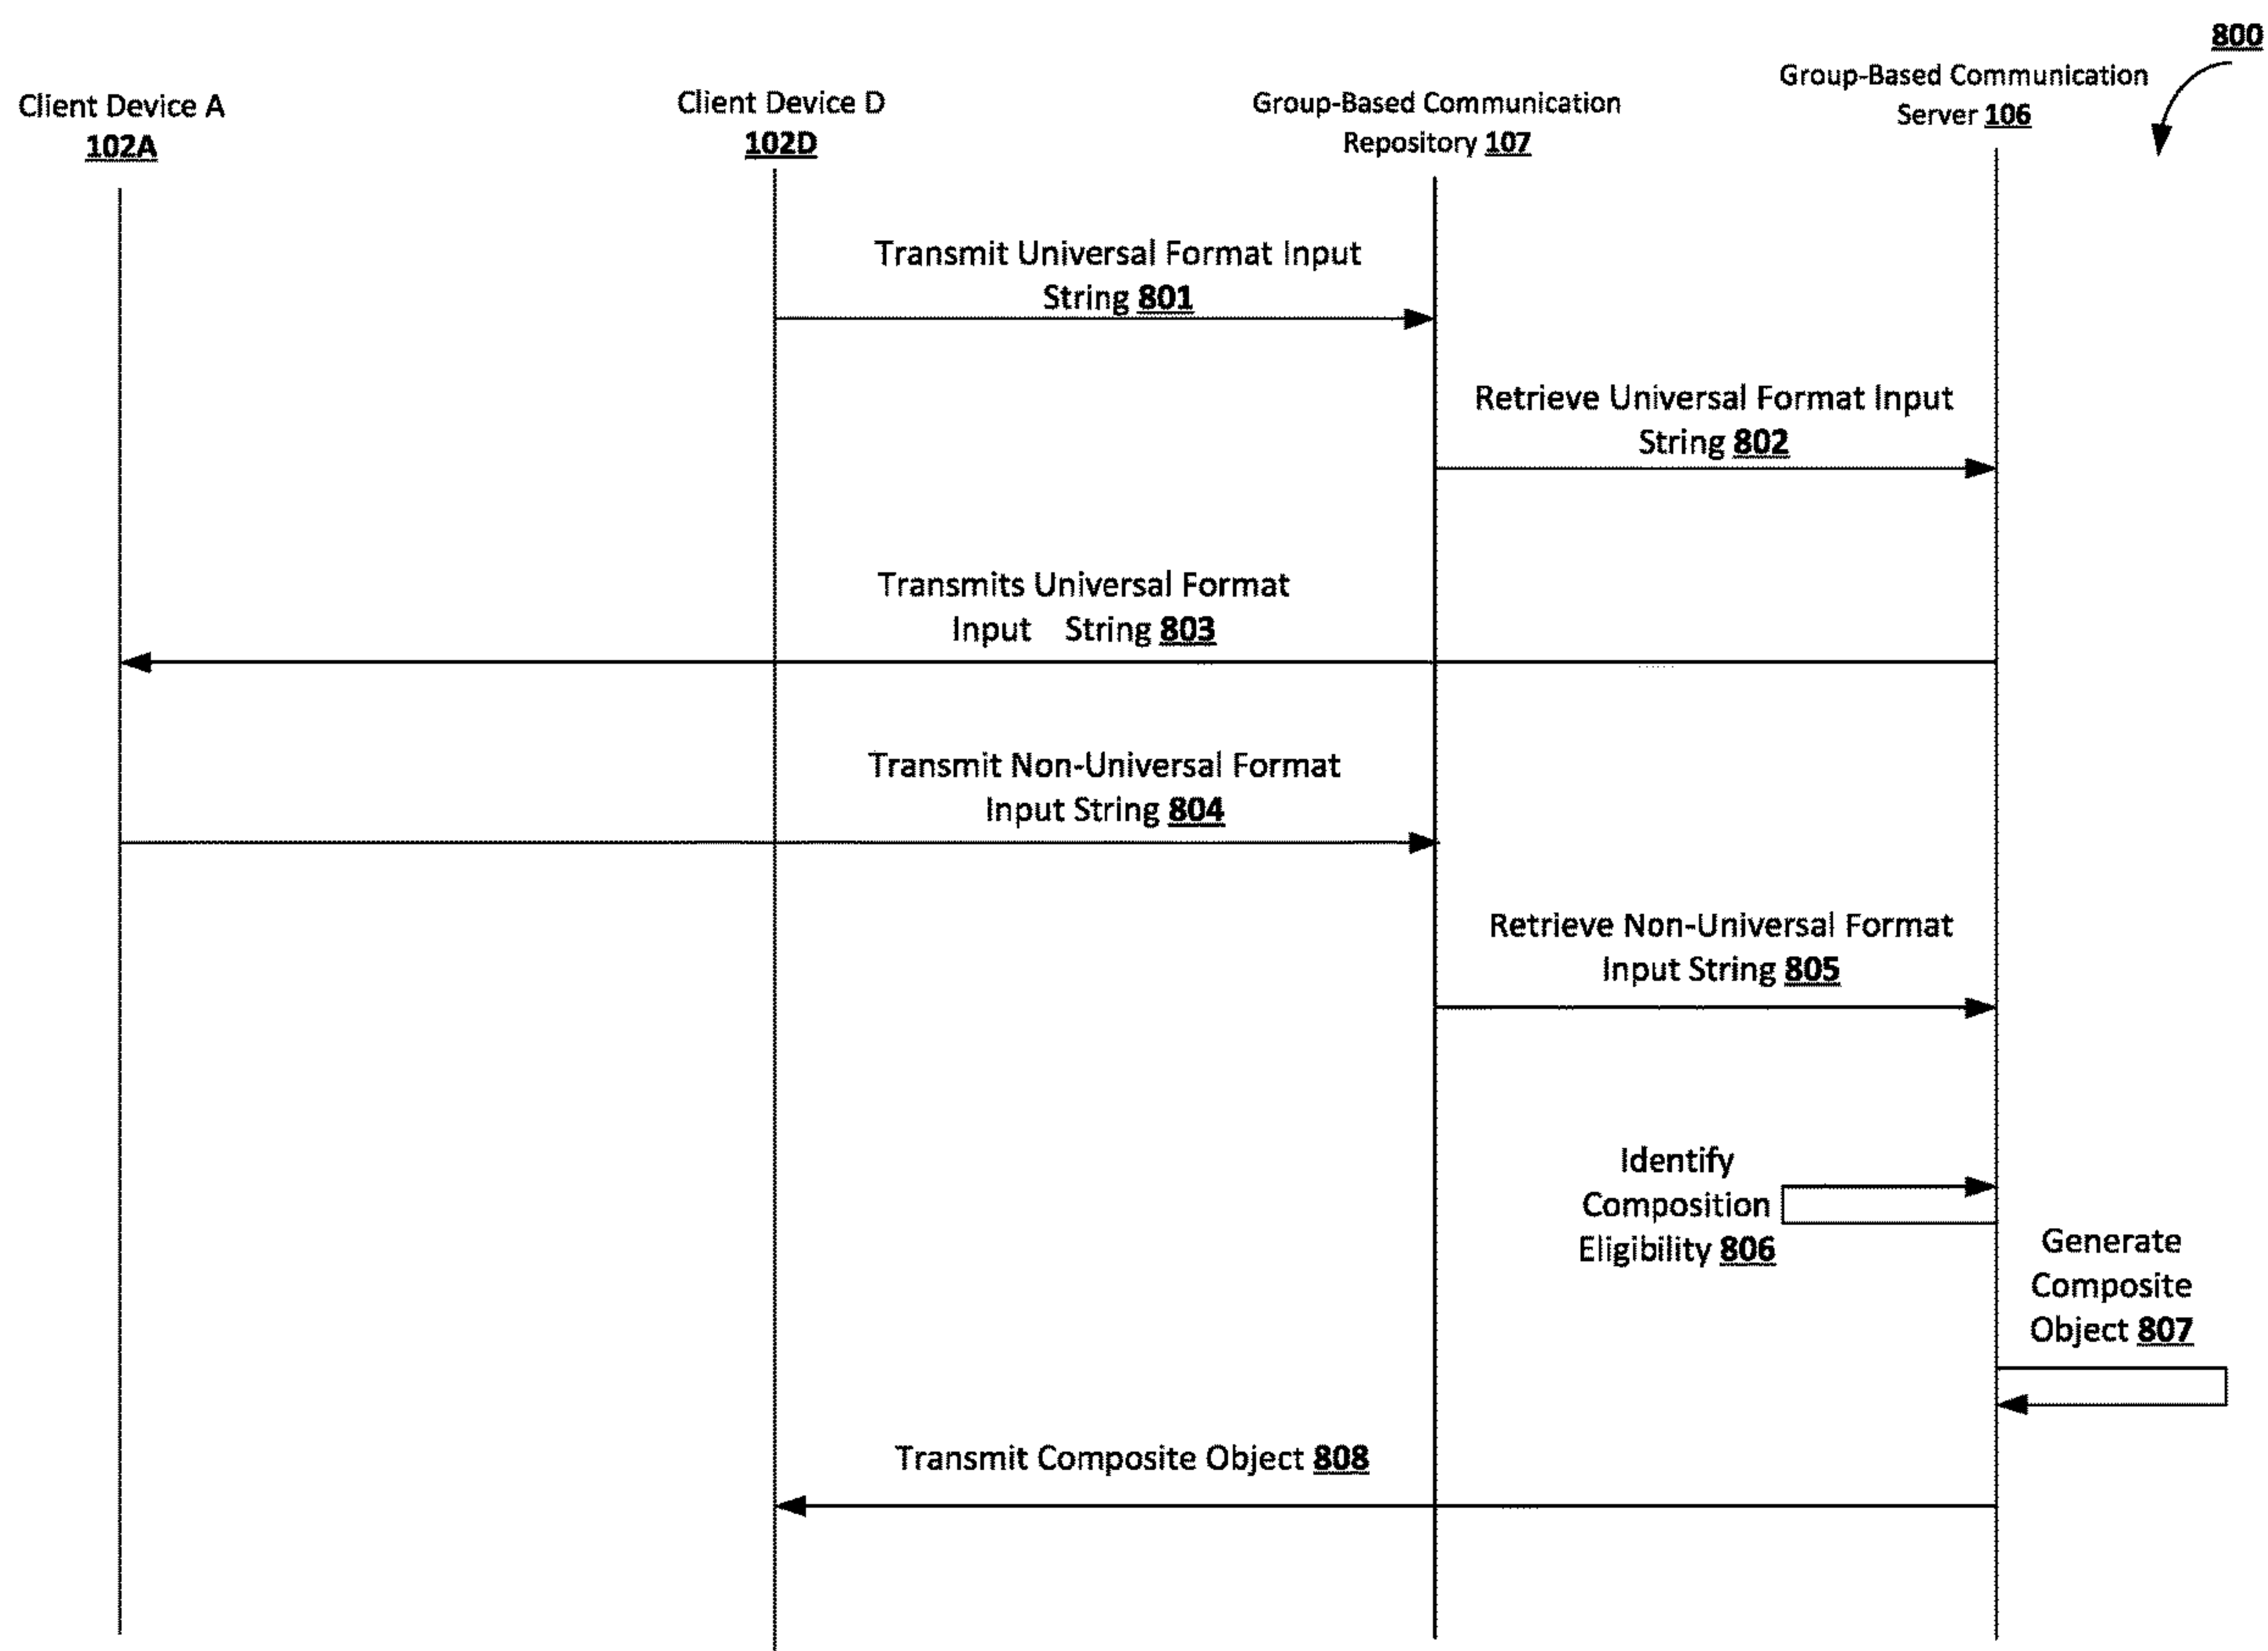 800
Client Device A
102A
Client Device D
102D
Group-Based Communication
Repository 107
Group-Based Communication
Server 106
Transmit Universal Format Input
String 801
Retrieve Universal Format Input
String 802
Transmits Universal Format
Input String 803
Transmit Non-Universal Format
Input String 804
Retrieve Non-Universal Format
Input String 805
Identify
Composition
Eligibility 806
Generate
Composite
Object 807
Transmit Composite Object 808